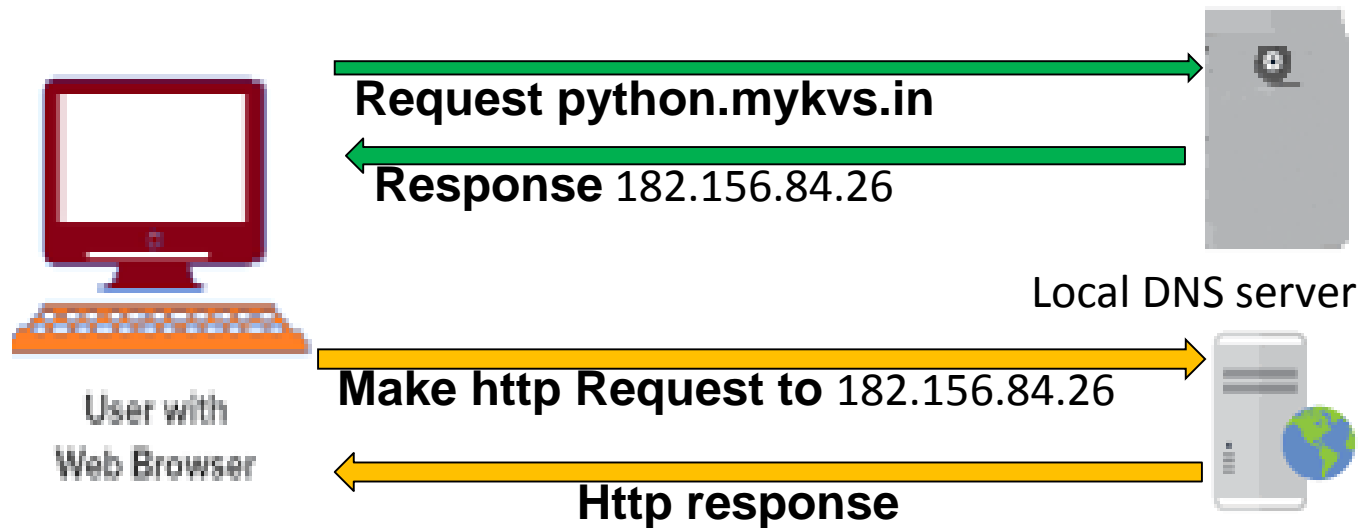 Request python.mykvs.in
Response 182.156.84.26
Local DNS server
Make http Request to 182.156.84.26
User with
Web Browser
Http response